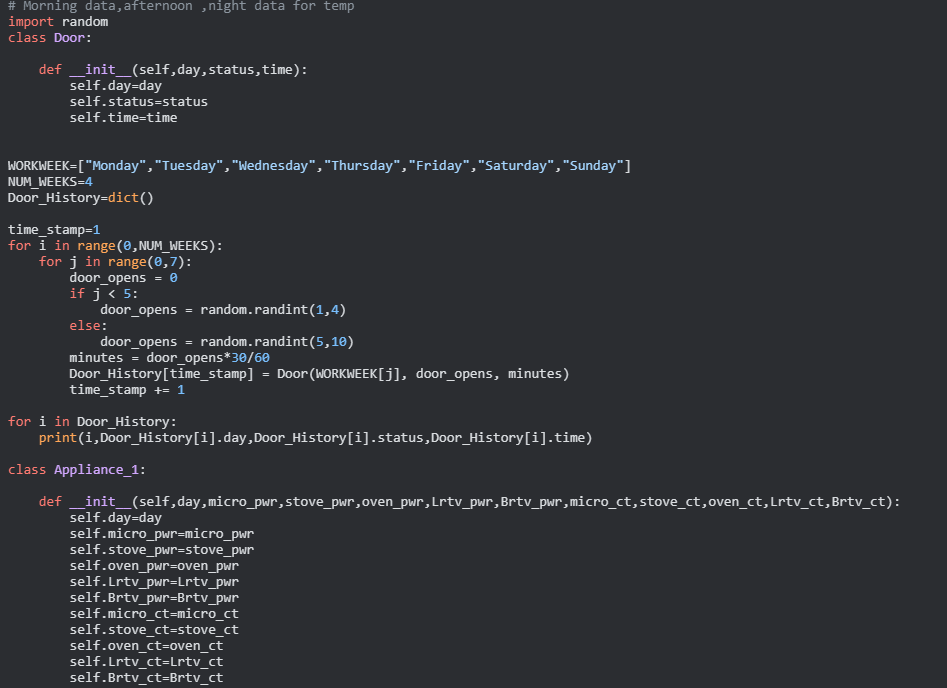 # Morning data,afternoon ,night data for temp
import random
class Door:
    def __init__(self,day,status,time):
        self.day=day
        self.status=status
        self.time=time
WORKWEEK=["Monday","Tuesday","Wednesday","Thursday","Friday","Saturday","Sunday"]
NUM_WEEKS=4
Door_History=dict()
time_stamp=1
for i in range(0,NUM_WEEKS):
    for j in range(0,7):
        door_opens = 0
        if j < 5:
            door_opens = random.randint(1,4)
        else:
            door_opens = random.randint(5,10)
        minutes = door_opens*30/60
        Door_History[time_stamp] = Door(WORKWEEK[j], door_opens, minutes)
        time_stamp += 1
for i in Door_History:
    print(i,Door_History[i].day,Door_History[i].status,Door_History[i].time)
class Appliance_1:
    def __init__(self,day,micro_pwr,stove_pwr,oven_pwr,Lrtv_pwr,Brtv_pwr,micro_ct,stove_ct,oven_ct,Lrtv_ct,Brtv_ct):
        self.day=day
        self.micro_pwr=micro_pwr
        self.stove_pwr=stove_pwr
        self.oven_pwr=oven_pwr
        self.Lrtv_pwr=Lrtv_pwr
        self.Brtv_pwr=Brtv_pwr
        self.micro_ct=micro_ct
        self.stove_ct=stove_ct
        self.oven_ct=oven_ct
        self.Lrtv_ct=Lrtv_ct
        self.Brtv_ct=Brtv_ct